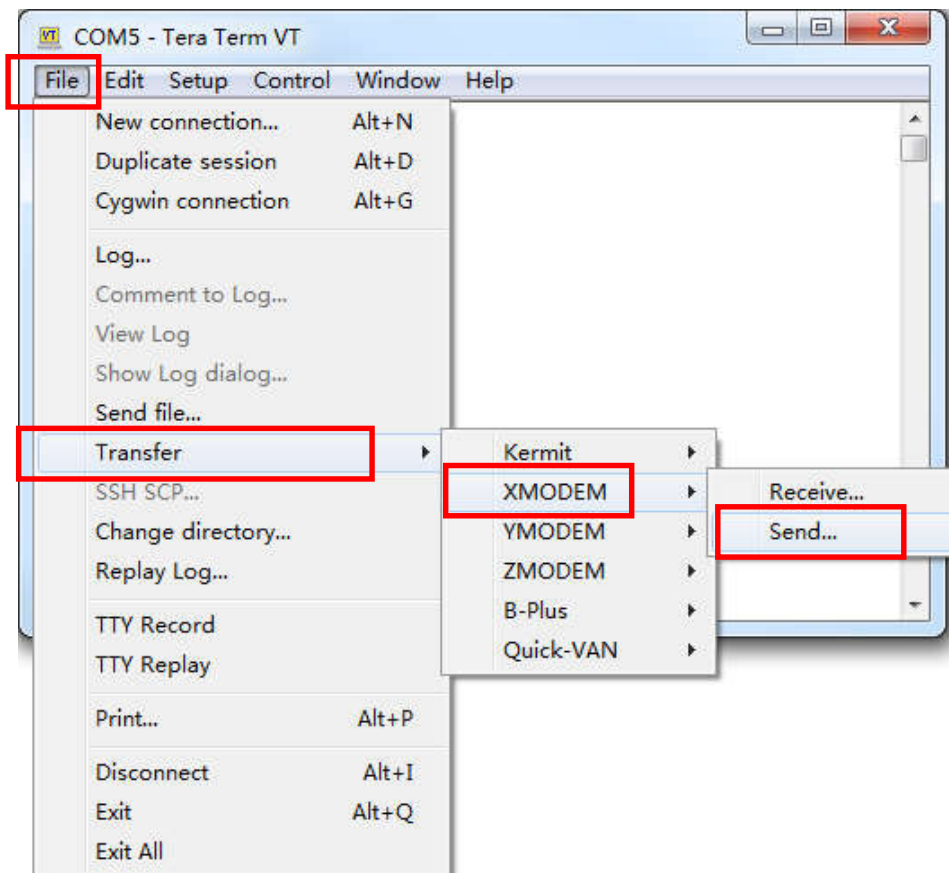 COM5 - Tera Term VT
File Edit Setup Control Window Help
New connection... Alt+N
Duplicate session Alt+D
Cygwin connection Alt+G
Log...
Comment to Log...
View Log
Show Log dialog...
Send file...
Transfer
SSH SCP...
Change directory...
Replay Log...
TTY Record
TTY Replay
Print... Alt+P
Disconnect Alt+I
Exit Alt+Q
Exit All
Kermit
XMODEM
YMODEM
ZMODEM
B-Plus
Quick-VAN
Receive...
Send...